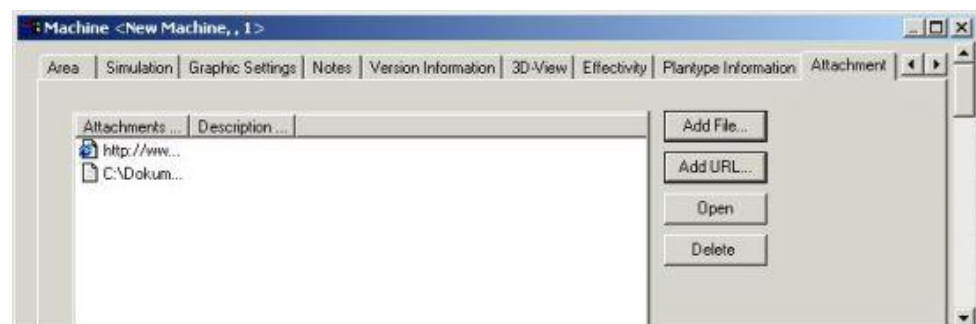 Machine <New Machine, , 1>
Area Simulation Graphic Settings Notes Version Information 3D-View Effectivity Plantype Information Attachment
Attachments ... Description ...
Add File...
http://ww...
C:\Dokum...
Add URL...
Open
Delete